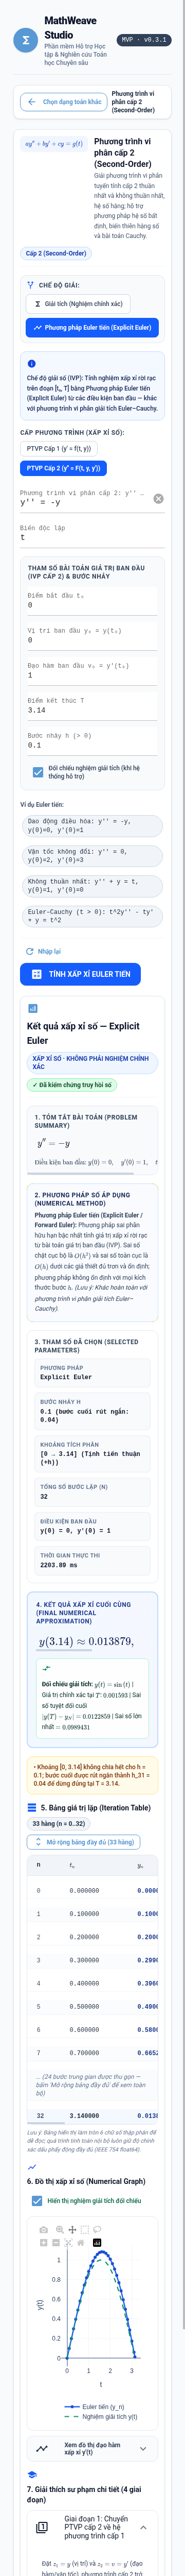 MathWeave
Studio
Phần mềm Hỗ trợ Học
tập & Nghiên cứu Toán
học Chuyên sâu
MVP · v0.3.1
Chọn dạng toán khác
Phương trình vi
phân cấp 2
(Second-Order)
ay'' + by' + cy = g(t)
Phương trình vi
phân cấp 2
(Second-Order)
Giải phương trình vi phân
tuyến tính cấp 2 thuần
nhất và không thuần nhất,
hệ số hằng; hỗ trợ
phương pháp hệ số bất
định, biến thiên hằng số
và bài toán Cauchy.
Cấp 2 (Second-Order)
CHẾ ĐỘ GIẢI:
Giải tích (Nghiệm chính xác)
Phương pháp Euler tiến (Explicit Euler)
Chế độ giải số (IVP): Tính nghiệm xấp xỉ rời rạc
trên đoạn [t₀, T] bằng Phương pháp Euler tiến
(Explicit Euler) từ các điều kiện ban đầu — khác
với phương trình vi phân giải tích Euler–Cauchy.
CẤP PHƯƠNG TRÌNH (XẤP XỈ SỐ):
PTVP Cấp 1 (y' = f(t, y))
PTVP Cấp 2 (y'' = F(t, y, y'))
Phương trình vi phân cấp 2: y'' …
y'' = -y
Biến độc lập
t
THAM SỐ BÀI TOÁN GIÁ TRỊ BAN ĐẦU
(IVP CẤP 2) & BƯỚC NHẢY
Điểm bắt đầu t₀
0
Vị trí ban đầu y₀ = y(t₀)
0
Đạo hàm ban đầu v₀ = y'(t₀)
1
Điểm kết thúc T
3.14
Bước nhảy h (> 0)
0.1
Đối chiếu nghiệm giải tích (khi hệ
thống hỗ trợ)
Ví dụ Euler tiến:
Dao động điều hòa: y'' = -y,
y(0)=0, y'(0)=1
Vận tốc không đổi: y'' = 0,
y(0)=2, y'(0)=3
Không thuần nhất: y'' + y = t,
y(0)=1, y'(0)=0
Euler–Cauchy (t > 0): t^2y'' - ty'
+ y = t^2
Nhập lại
TÍNH XẤP XỈ EULER TIẾN
Kết quả xấp xỉ số — Explicit
Euler
XẤP XỈ SỐ · KHÔNG PHẢI NGHIỆM CHÍNH
XÁC
✓ Đã kiểm chứng truy hồi số
1. TÓM TẮT BÀI TOÁN (PROBLEM
SUMMARY)
y'' = −y
Điều kiện ban đầu: y(0) = 0, y'(0) = 1, t
2. PHƯƠNG PHÁP SỐ ÁP DỤNG
(NUMERICAL METHOD)
Phương pháp Euler tiến (Explicit Euler /
Forward Euler): Phương pháp sai phân
hữu hạn bậc nhất tính giá trị xấp xỉ rời rạc
từ bài toán giá trị ban đầu (IVP). Sai số
chặt cục bộ là O(h²) và sai số toàn cục là
O(h) dưới các giả thiết đủ trơn và ổn định;
phương pháp không ổn định với mọi kích
thước bước h. (Lưu ý: Khác hoàn toàn với
phương trình vi phân giải tích Euler–
Cauchy).
3. THAM SỐ ĐÃ CHỌN (SELECTED
PARAMETERS)
PHƯƠNG PHÁP
Explicit Euler
BƯỚC NHẢY H
0.1 (bước cuối rút ngắn:
0.04)
KHOẢNG TÍCH PHÂN
[0 → 3.14] (Tịnh tiến thuận
(+h))
TỔNG SỐ BƯỚC LẶP (N)
32
ĐIỀU KIỆN BAN ĐẦU
y(0) = 0, y'(0) = 1
THỜI GIAN THỰC THI
2203.89 ms
4. KẾT QUẢ XẤP XỈ CUỐI CÙNG
(FINAL NUMERICAL
APPROXIMATION)
y(3.14) ≈ 0.013879,
Đối chiếu giải tích: y(t) = sin (t) |
Giá trị chính xác tại T: 0.001593 | Sai
số tuyệt đối cuối
|y(T) − y_N| = 0.0122859 | Sai số lớn
nhất = 0.0989431
• Khoảng [0, 3.14] không chia hết cho h =
0.1; bước cuối được rút ngắn thành h_31 =
0.04 để dừng đúng tại T = 3.14.
5. Bảng giá trị lặp (Iteration Table)
33 hàng (n = 0..32)
Mở rộng bảng đầy đủ (33 hàng)
n tₙ yₙ
0 0.000000 0.0000
1 0.100000 0.1000
2 0.200000 0.2000
3 0.300000 0.2990
4 0.400000 0.3960
5 0.500000 0.4900
6 0.600000 0.5800
7 0.700000 0.6652
... (24 bước trung gian được thu gọn —
bấm 'Mở rộng bảng đầy đủ' để xem toàn
bộ)
32 3.140000 0.0138
Lưu ý: Bảng hiển thị làm tròn 6 chữ số thập phân để dễ
đọc; quá trình tính toán nội bộ luôn giữ độ chính
xác dấu phẩy động đầy đủ (IEEE 754 float64).
6. Đồ thị xấp xỉ số (Numerical Graph)
Hiển thị nghiệm giải tích đối chiếu
1
0.8
0.6
0.4
0.2
0
y(t)
0 1 2 3
t
Euler tiến (y_n)
Nghiệm giải tích y(t)
Xem đồ thị đạo hàm
xấp xỉ y'(t)
7. Giải thích sư phạm chi tiết (4 giai
đoạn)
Giai đoạn 1: Chuyển
PTVP cấp 2 về hệ
phương trình cấp 1
Đặt z₁ = y (vị trí) và z₂ = v = y' (đạo
hàm/vận tốc), phương trình cấp 2 trở